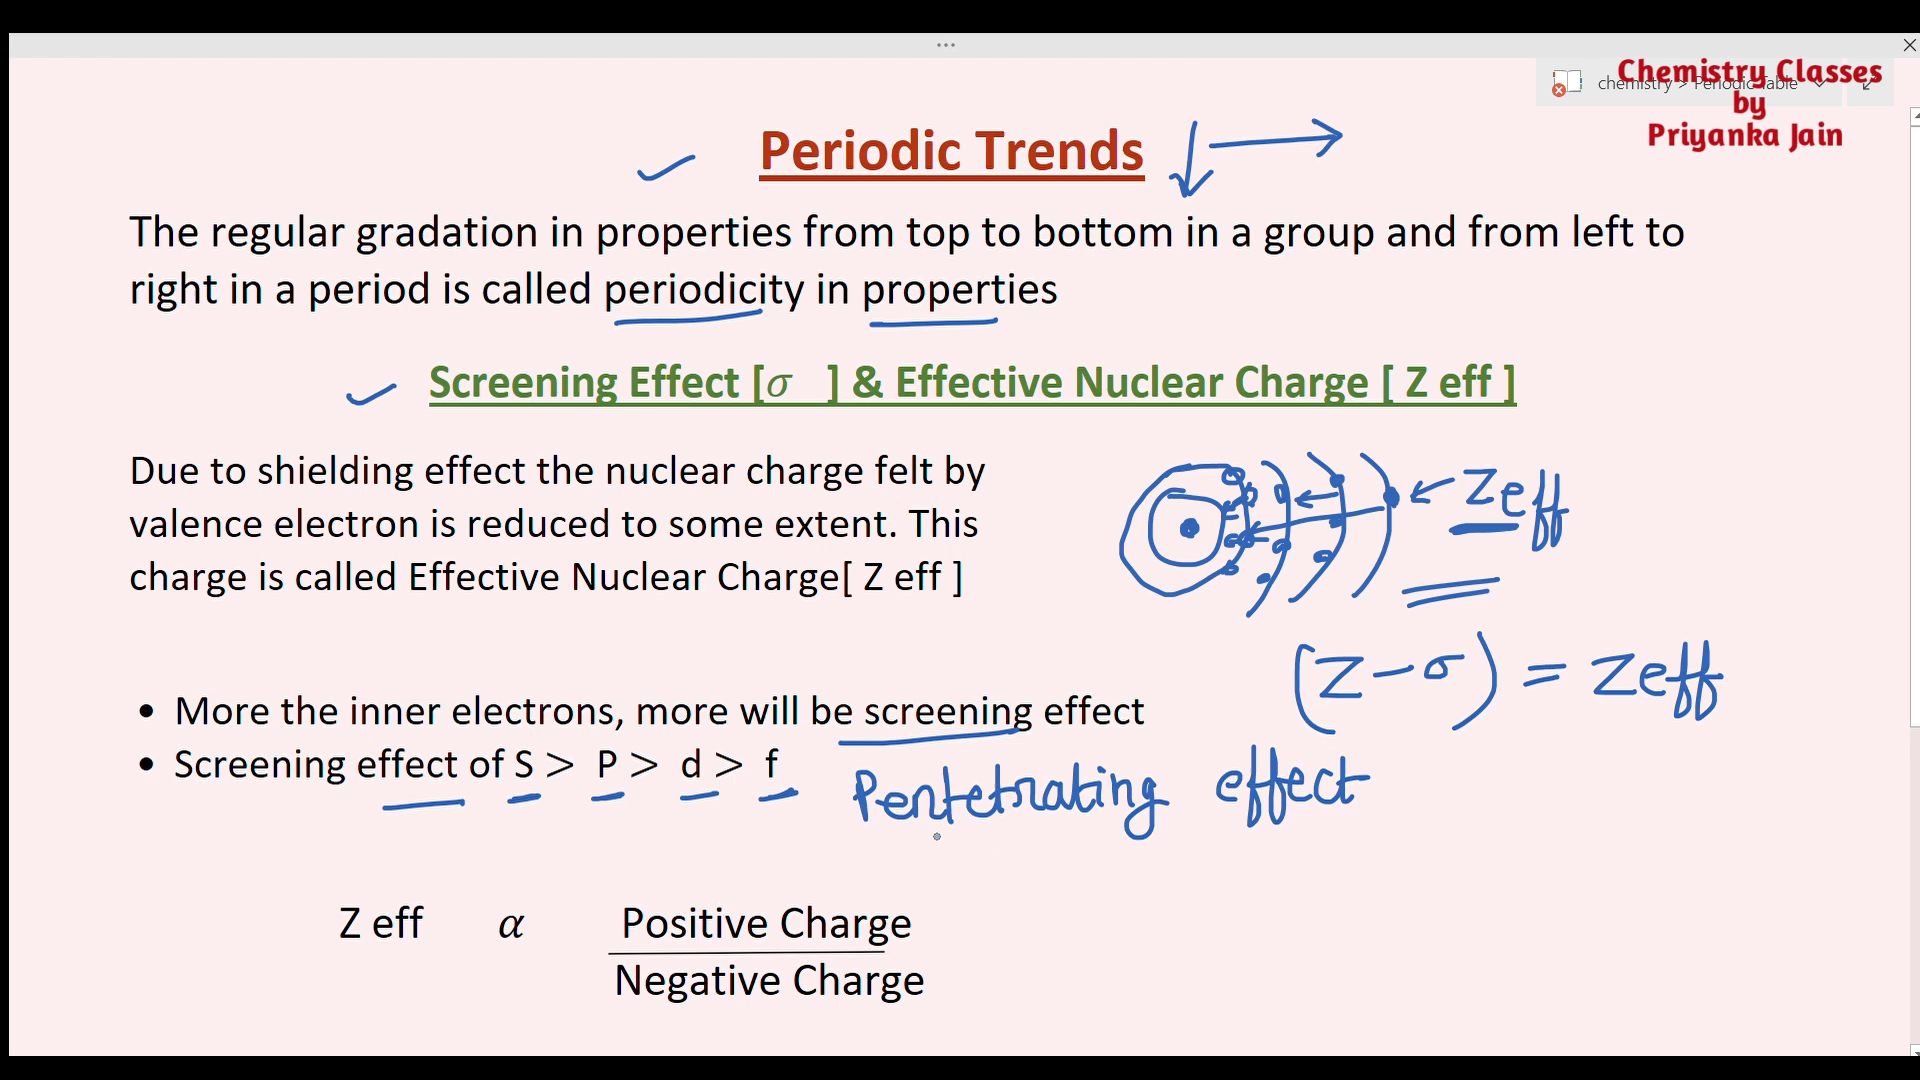 ...
chemistry > Periodic Table
Chemistry Classes
by
Priyanka Jain
Periodic Trends
The regular gradation in properties from top to bottom in a group and from left to
right in a period is called periodicity in properties
Screening Effect [σ ] & Effective Nuclear Charge [ Z eff ]
Due to shielding effect the nuclear charge felt by
valence electron is reduced to some extent. This
charge is called Effective Nuclear Charge[ Z eff ]
Zeff
(Z-σ) = Zeff
• More the inner electrons, more will be screening effect
• Screening effect of S > P > d > f
Pentetrating effect
Z eff α Positive Charge
Negative Charge